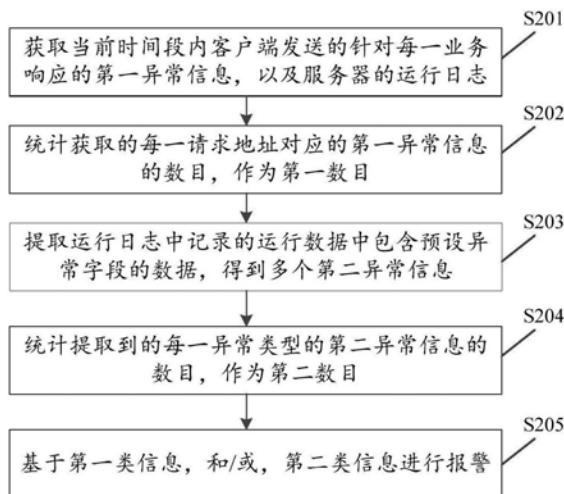 S201
获取当前时间段内客户端发送的针对每一业务
响应的第一异常信息，以及服务器的运行日志
S202
统计获取的每一请求地址对应的第一异常信息
的数目，作为第一数目
S203
提取运行日志中记录的运行数据中包含预设异
常字段的数据，得到多个第二异常信息
S204
统计提取到的每一异常类型的第二异常信息的
数目，作为第二数目
S205
基于第一类信息，和/或，第二类信息进行报警